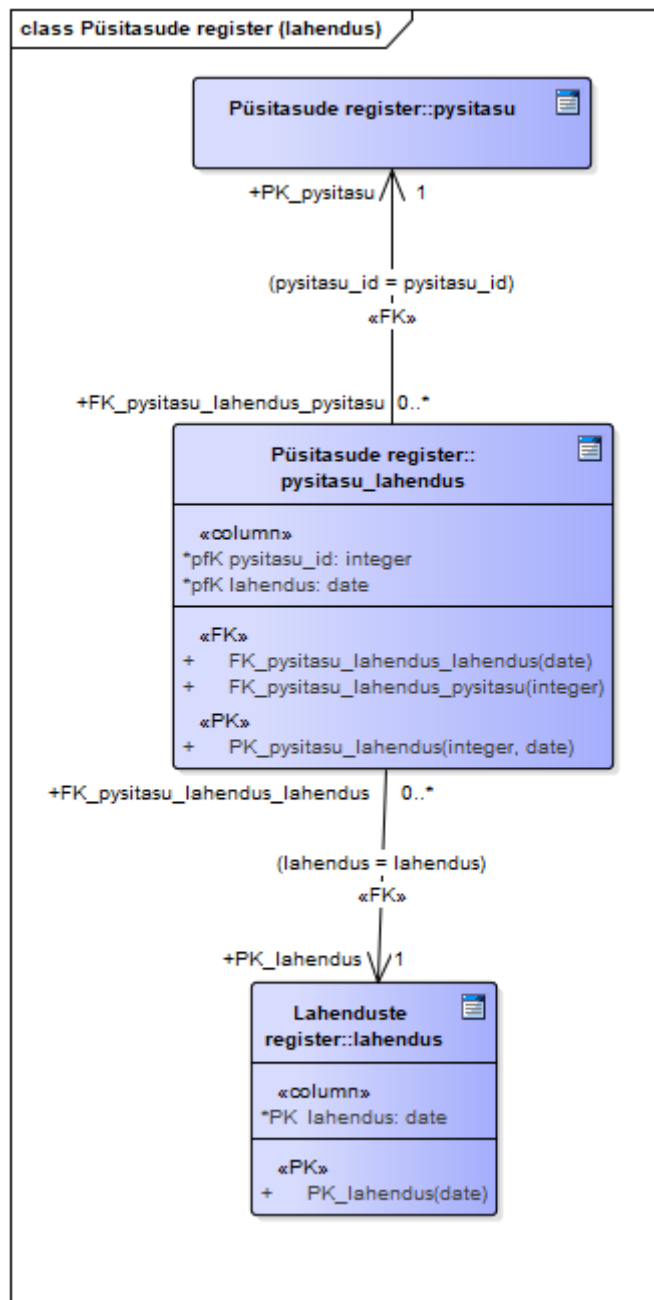 class Püsitasude register (lahendus)
Püsitasude register::pysitasu
+PK_pysitasu 1
(pysitasu_id = pysitasu_id)
«FK»
+FK_pysitasu_lahendus_pysitasu 0..*
Püsitasude register::
pysitasu_lahendus
«column»
*pfK pysitasu_id: integer
*pfK lahendus: date
«FK»
+ FK_pysitasu_lahendus_lahendus(date)
+ FK_pysitasu_lahendus_pysitasu(integer)
«PK»
+ PK_pysitasu_lahendus(integer, date)
+FK_pysitasu_lahendus_lahendus 0..*
(lahendus = lahendus)
«FK»
+PK_lahendus 1
Lahenduste
register::lahendus
«column»
*PK lahendus: date
«PK»
+ PK_lahendus(date)